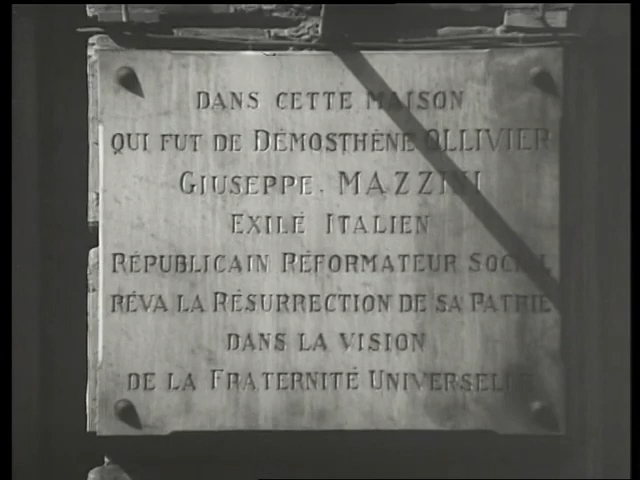 DANS CETTE MAISON
QUI FUT DE DÉMOSTHÈNE OLLIVIER
GIUSEPPE. MAZZINI
EXILÉ ITALIEN
RÉPUBLICAIN RÉFORMATEUR SOCIAL
RÉVA LA RÉSURRECTION DE SA PATRIE
DANS LA VISION
DE LA FRATERNITÉ UNIVERSELLE